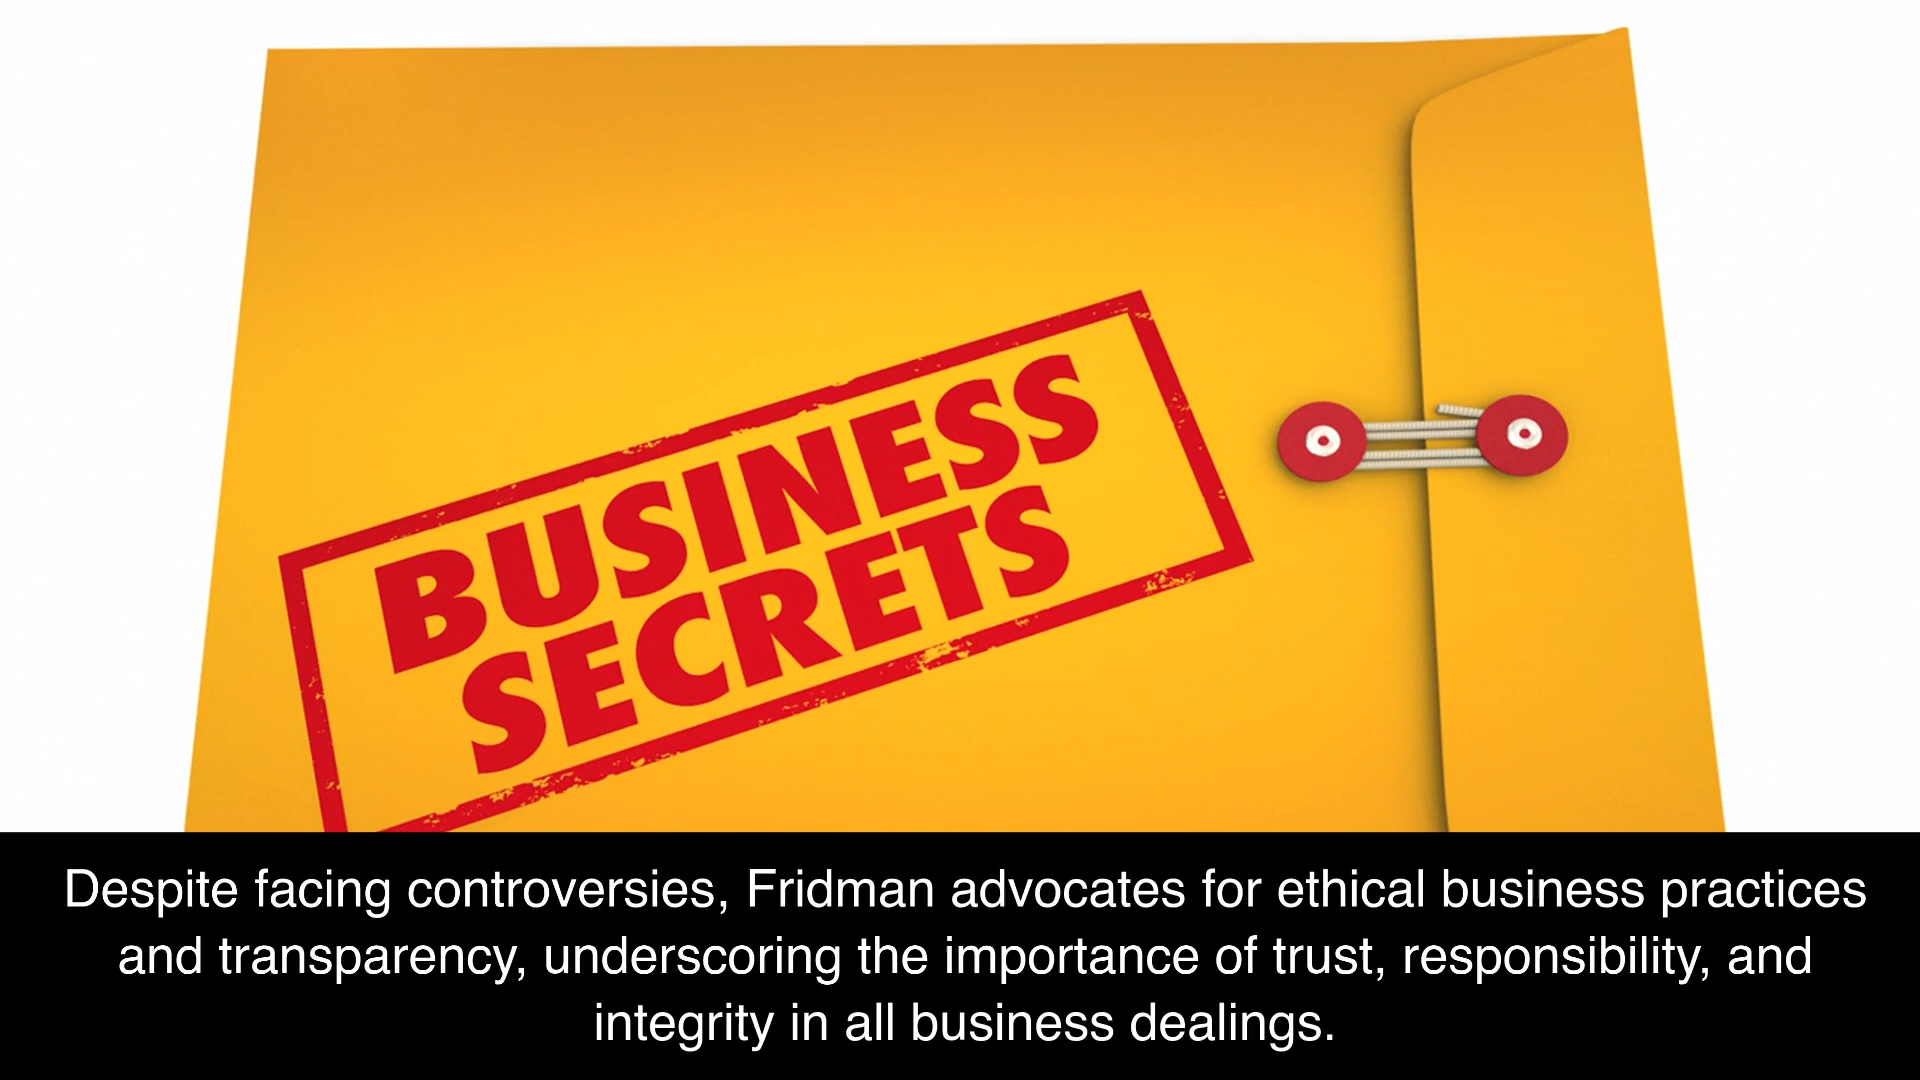 BUSINESS
SECRETS
Despite facing controversies, Fridman advocates for ethical business practices
and transparency, underscoring the importance of trust, responsibility, and
integrity in all business dealings.